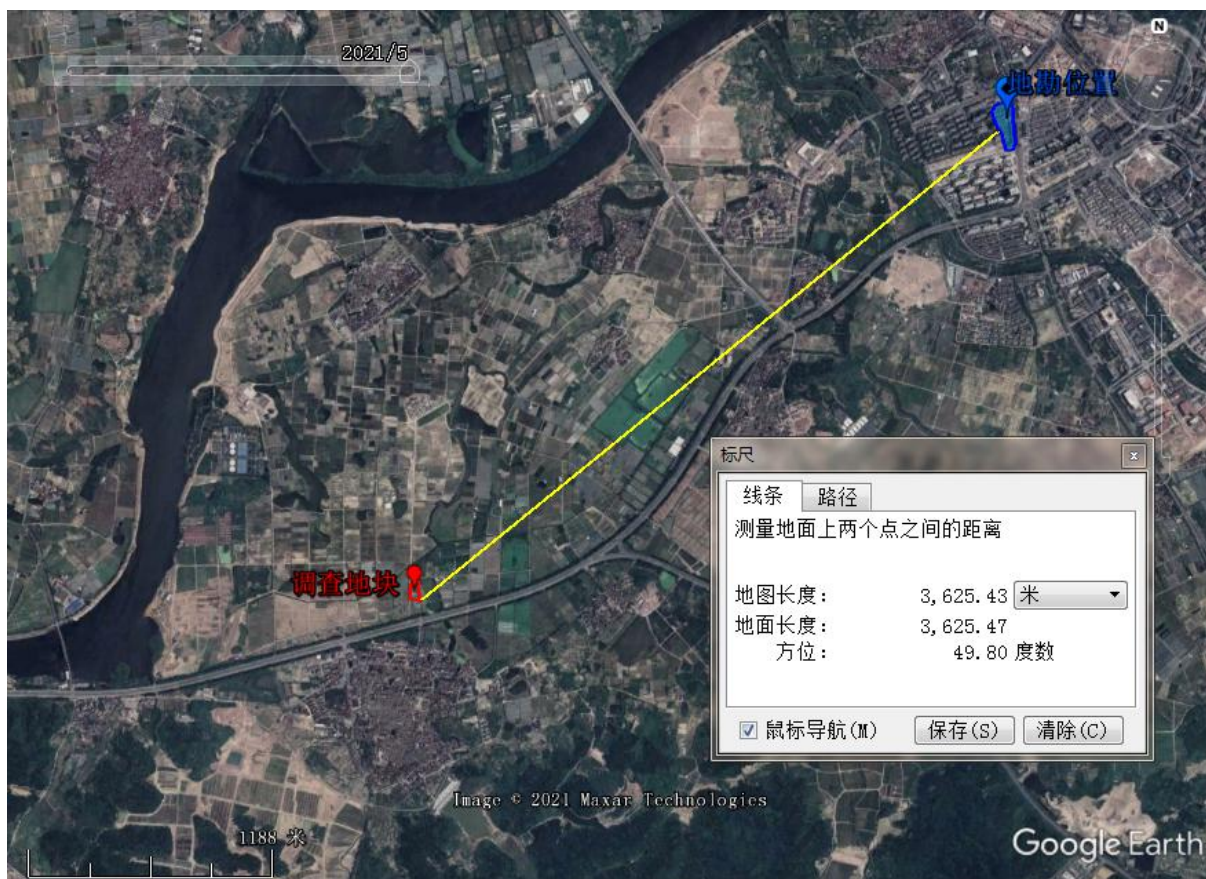 2021/5
N
地勘位置
标尺
线条 路径
测量地面上两个点之间的距离
地图长度： 3,625.43 米
地面长度： 3,625.47
方位： 49.80 度数
鼠标导航(M) 保存(S) 清除(C)
调查地块
Image © 2021 Maxar Technologies
1188 米
Google Earth